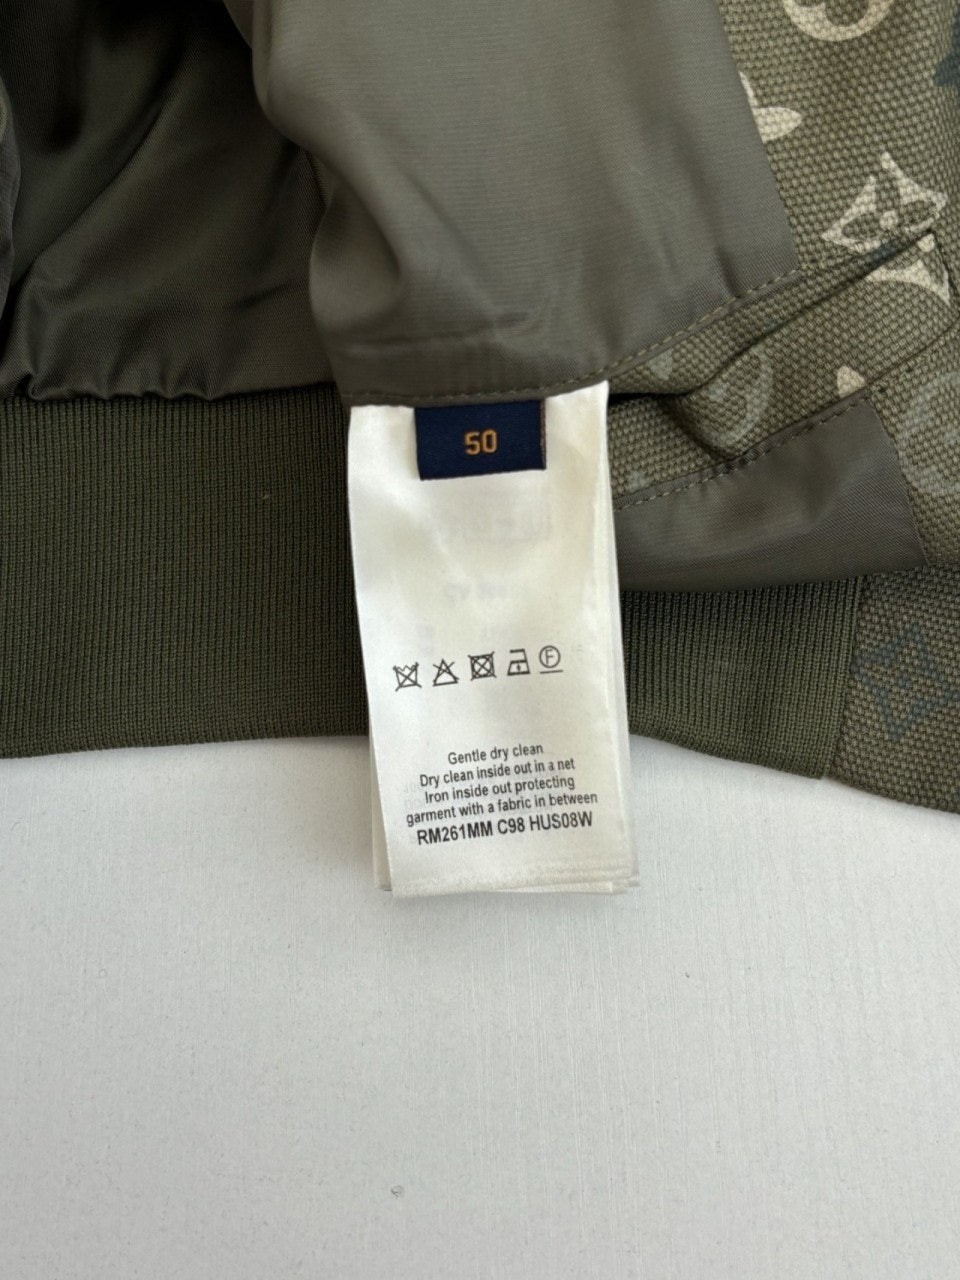 50
F
Gentle dry clean
Dry clean inside out in a net
Iron inside out protecting
garment with a fabric in between
RM261MM C98 HUS08W